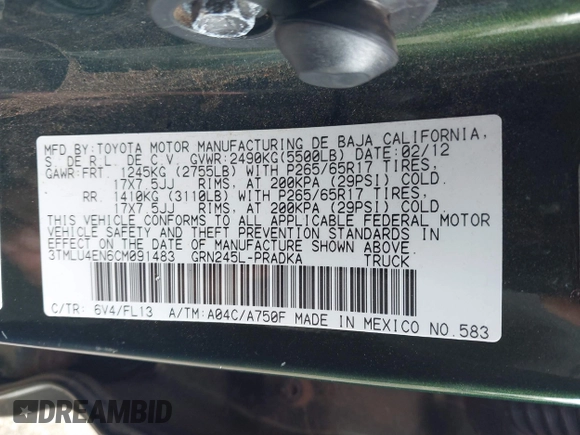 MFD BY:TOYOTA MOTOR MANUFACTURING DE BAJA CALIFORNIA,
S. DE R.L. DE C.V. GVWR:2490KG(5500LB) DATE:02/12
GAWR:FRT. 1245KG (2755LB) WITH P265/65R17 TIRES,
17X7.5JJ RIMS, AT 200KPA (29PSI) COLD.
RR. 1410KG (3110LB) WITH P265/65R17 TIRES,
17X7.5JJ RIMS, AT 200KPA (29PSI) COLD.
THIS VEHICLE CONFORMS TO ALL APPLICABLE FEDERAL MOTOR
VEHICLE SAFETY AND THEFT PREVENTION STANDARDS IN
EFFECT ON THE DATE OF MANUFACTURE SHOWN ABOVE.
3TMLU4EN6CM091483 GRN245L-PRADKA TRUCK
C/TR: 6V4/FL13 A/TM:A04C/A750F MADE IN MEXICO NO.583
DREAMBID